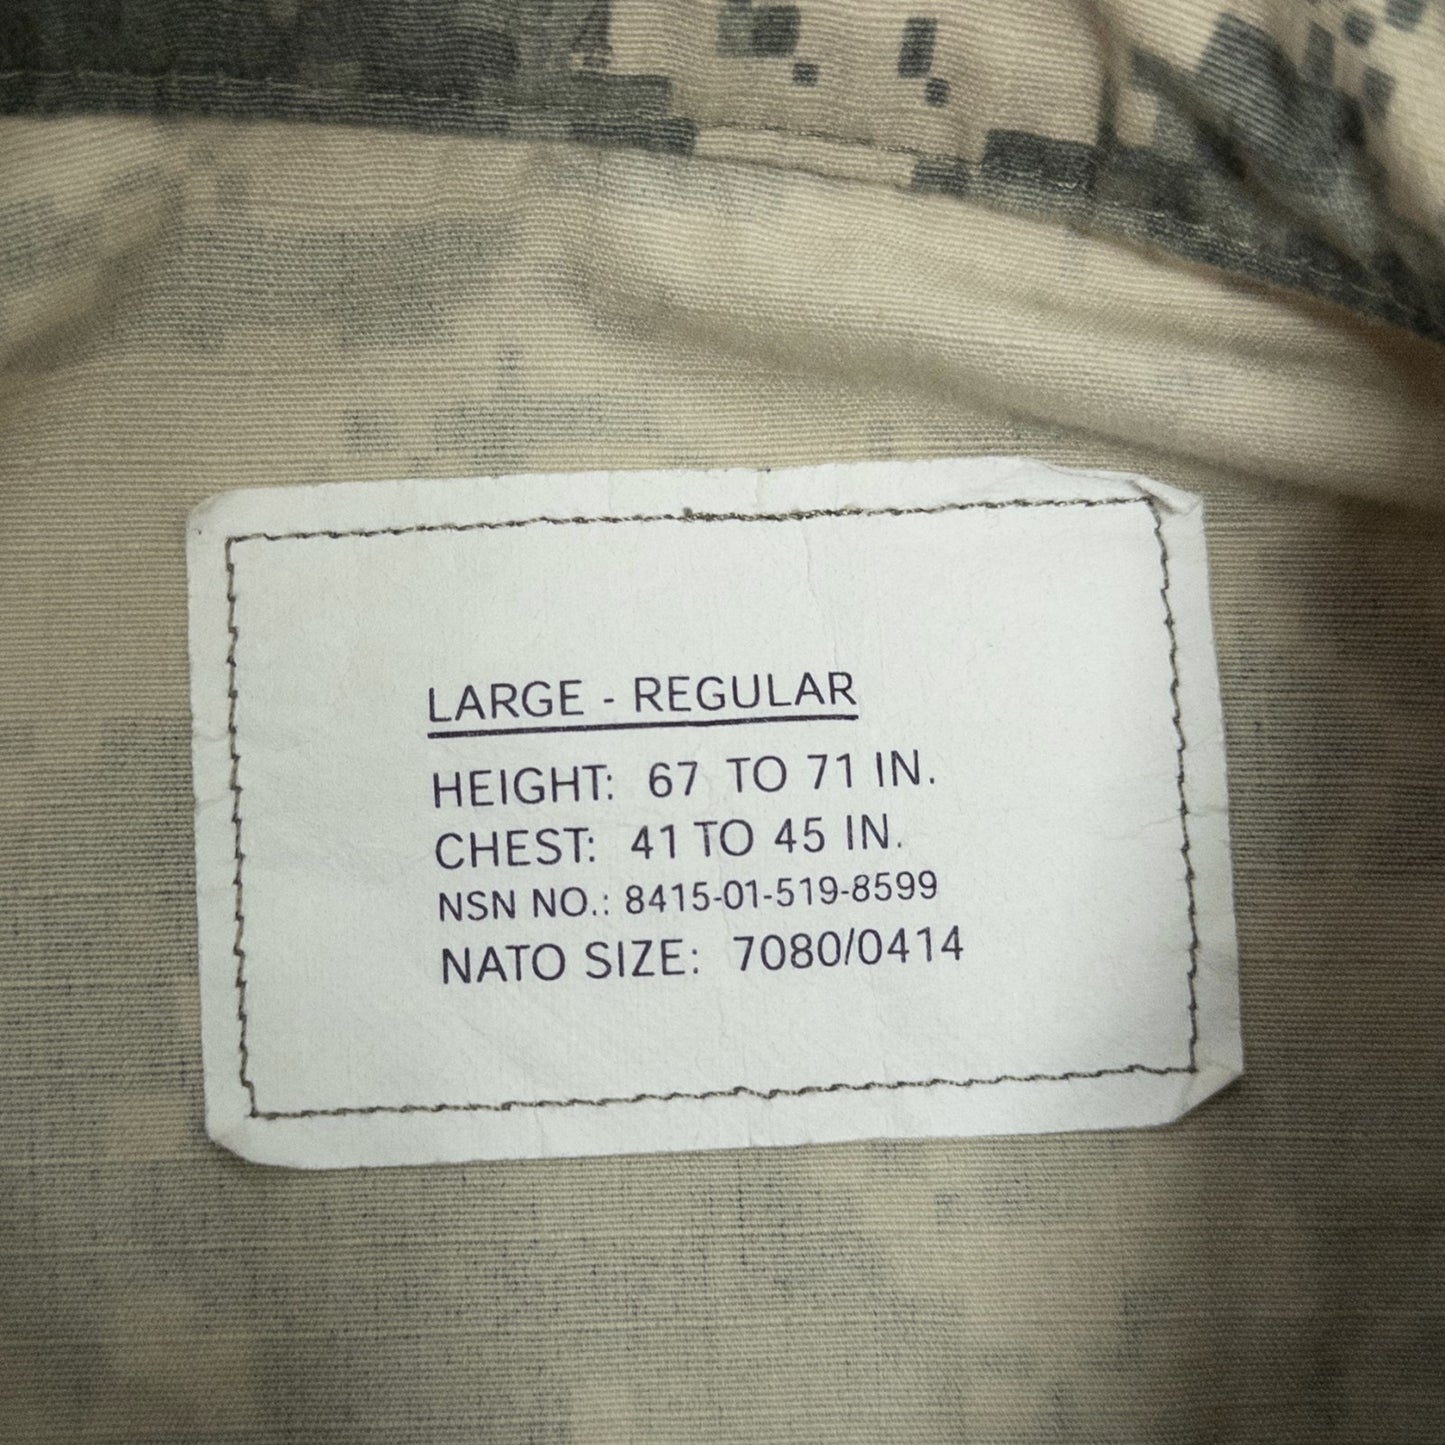 LARGE - REGULAR
HEIGHT: 67 TO 71 IN.
CHEST: 41 TO 45 IN.
NSN NO.: 8415-01-519-8599
NATO SIZE: 7080/0414